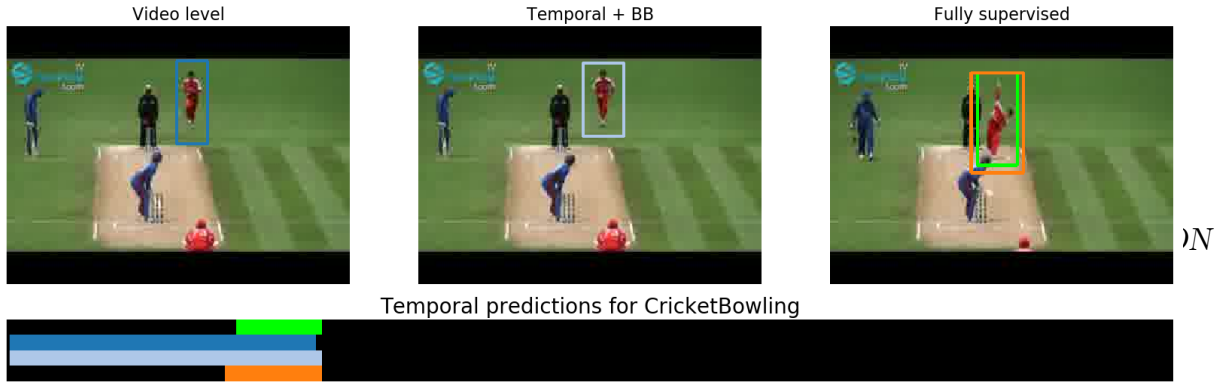 Video level
Temporal + BB
Fully supervised
Temporal predictions for CricketBowling